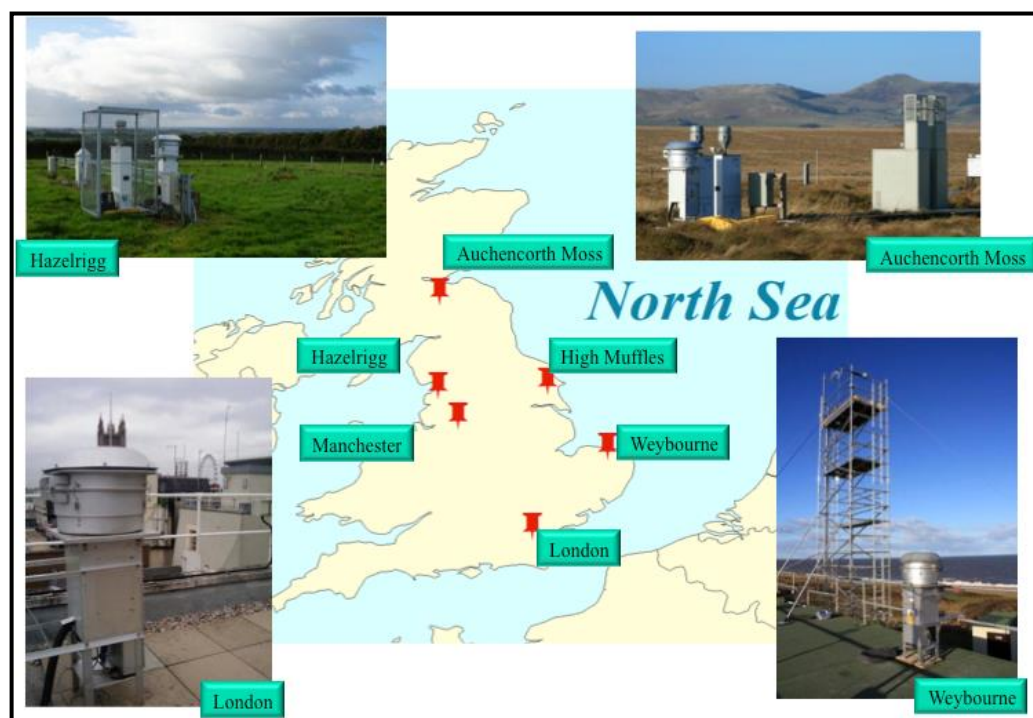 Hazelrigg
Auchencorth Moss
Auchencorth Moss
North Sea
Hazelrigg
High Muffles
Manchester
Weybourne
London
London
Weybourne